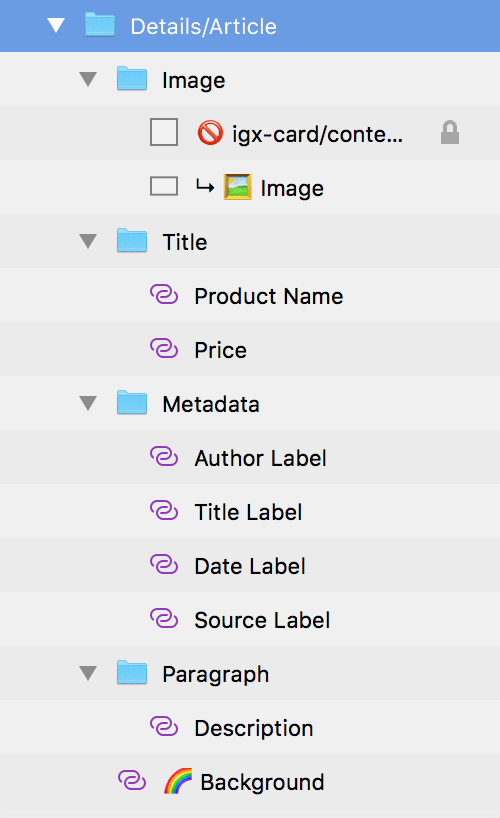 Details/Article
Image
🚫 igx-card/conte...
↳ 🖼️ Image
Title
Product Name
Price
Metadata
Author Label
Title Label
Date Label
Source Label
Paragraph
Description
🌈 Background